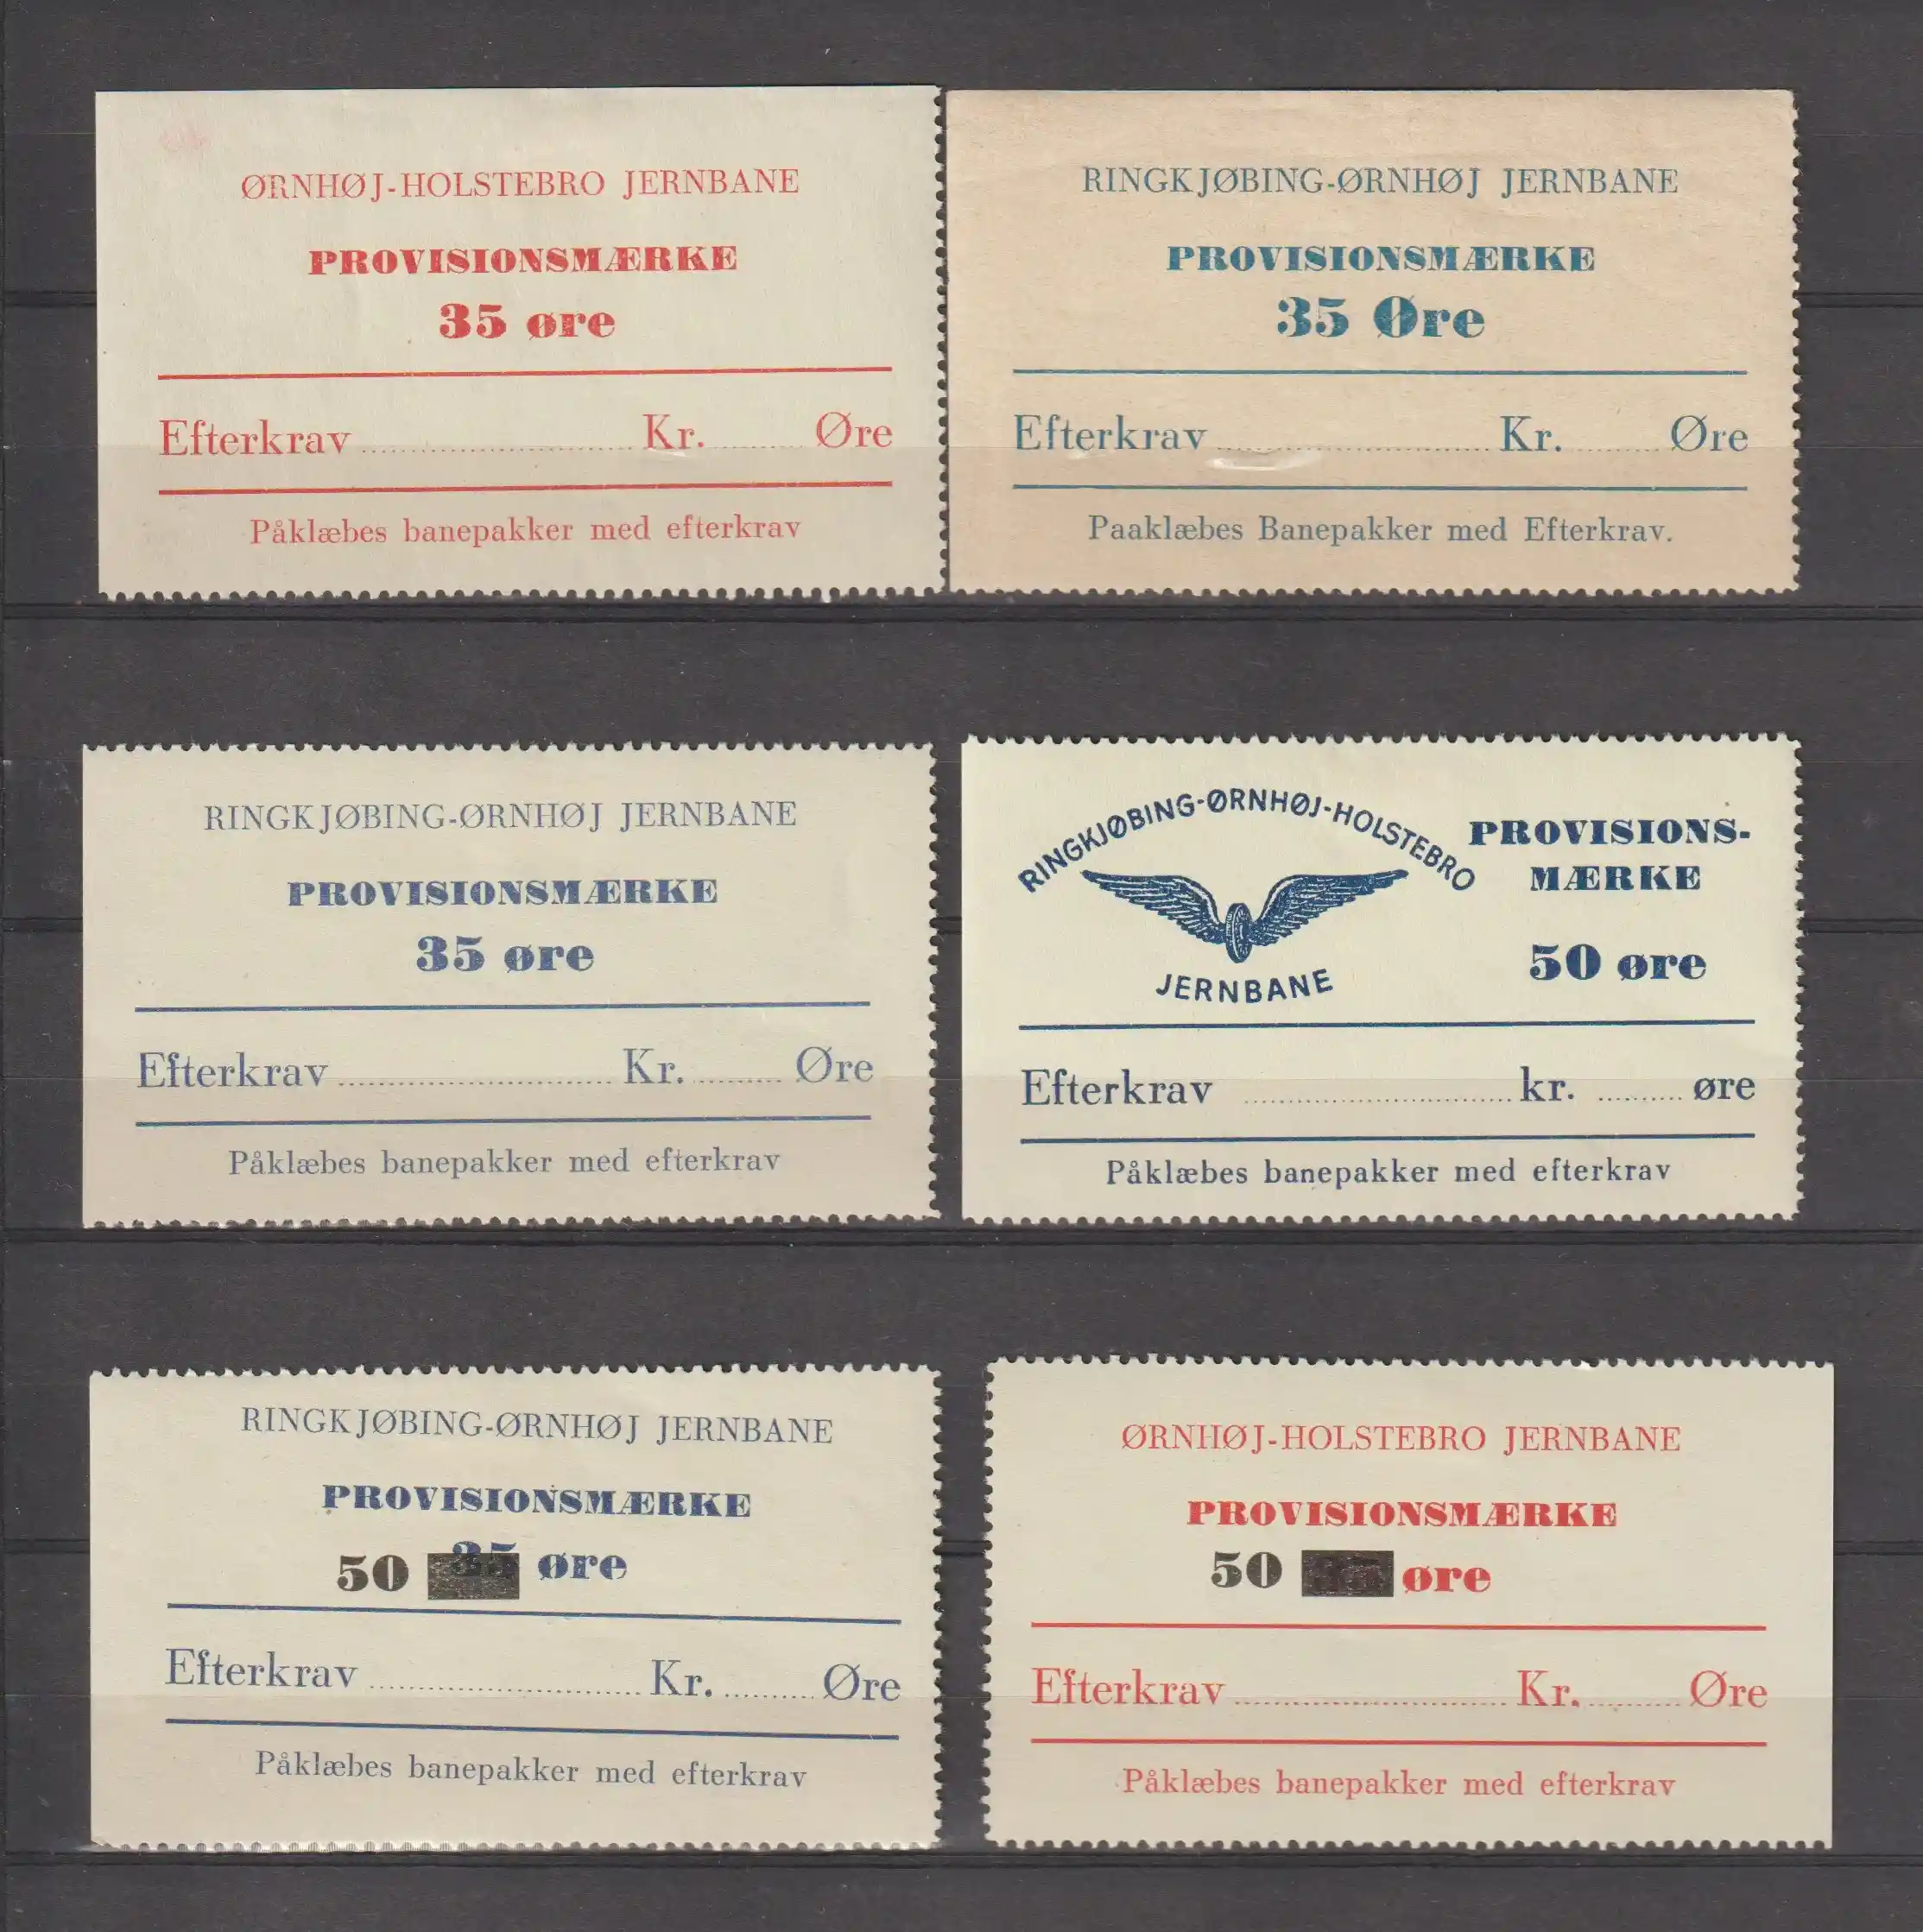 ØRNHØJ-HOLSTEBRO JERNBANE
PROVISIONSMÆRKE
35 øre
Efterkrav Kr. Øre
Påklæbes banepakker med efterkrav
RINGKJØBING-ØRNHØJ JERNBANE
PROVISIONSMÆRKE
35 Øre
Efterkrav Kr. Øre
Paaklæbes Banepakker med Efterkrav.
RINGKJØBING-ØRNHØJ JERNBANE
PROVISIONSMÆRKE
35 øre
Efterkrav Kr. Øre
Påklæbes banepakker med efterkrav
RINGKJØBING-ØRNHØJ-HOLSTEBRO
JERNBANE
PROVISIONS-
MÆRKE
50 øre
Efterkrav kr. øre
Påklæbes banepakker med efterkrav
RINGKJØBING-ØRNHØJ JERNBANE
PROVISIONSMÆRKE
50 35 øre
Efterkrav Kr. Øre
Påklæbes banepakker med efterkrav
ØRNHØJ-HOLSTEBRO JERNBANE
PROVISIONSMÆRKE
50 35 øre
Efterkrav Kr. Øre
Påklæbes banepakker med efterkrav